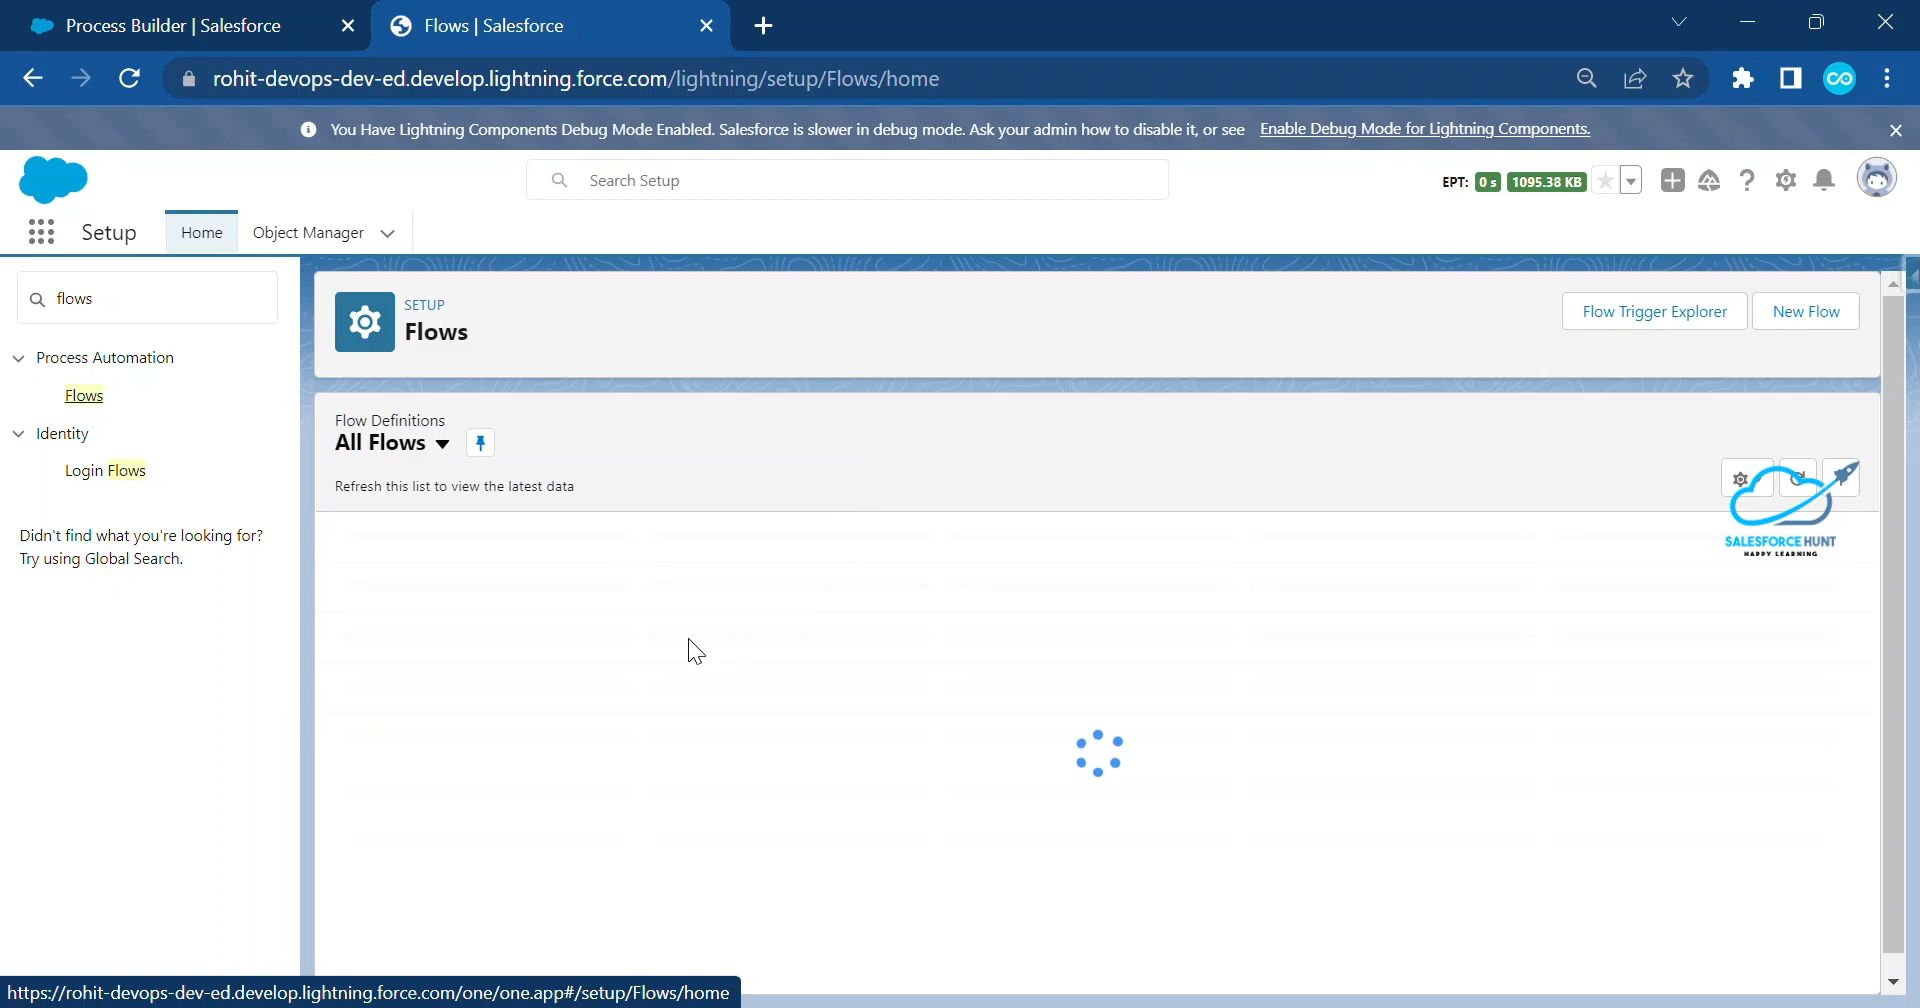 Process Builder | Salesforce
Flows | Salesforce
rohit-devops-dev-ed.develop.lightning.force.com/lightning/setup/Flows/home
You Have Lightning Components Debug Mode Enabled. Salesforce is slower in debug mode. Ask your admin how to disable it, or see Enable Debug Mode for Lightning Components.
Search Setup
EPT: 0 s 1095.38 KB
Setup
Home
Object Manager
flows
Process Automation
Flows
Identity
Login Flows
Didn't find what you're looking for?
Try using Global Search.
SETUP
Flows
Flow Trigger Explorer
New Flow
Flow Definitions
All Flows
Refresh this list to view the latest data
SALESFORCE HUNT
HAPPY LEARNING
https://rohit-devops-dev-ed.develop.lightning.force.com/one/one.app#/setup/Flows/home